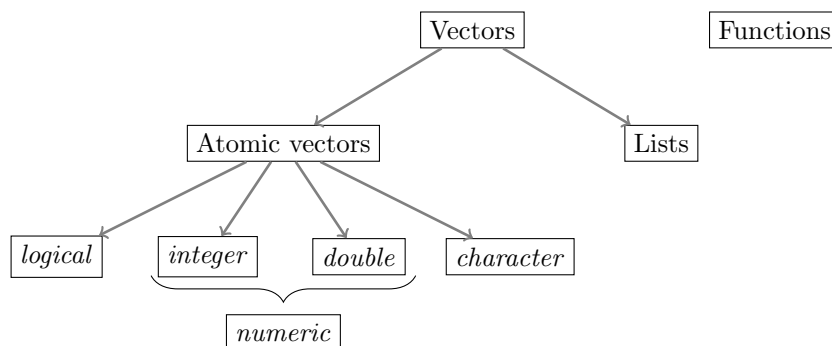 Vectors
Functions
Atomic vectors
Lists
logical
integer
double
character
numeric